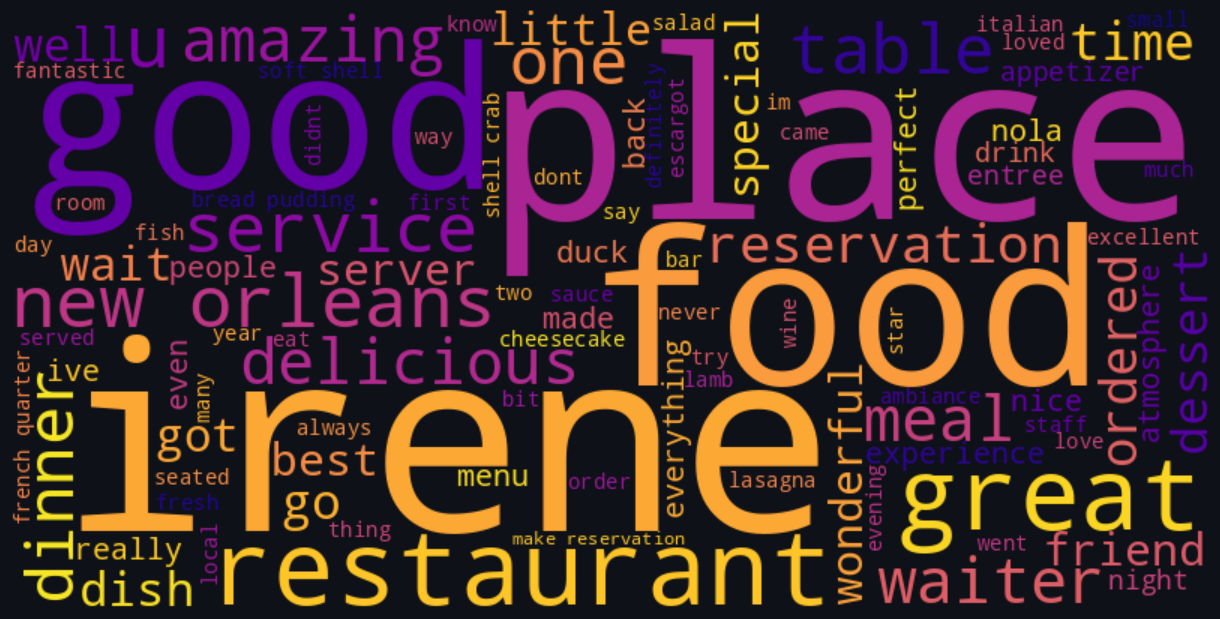 well
u
amazing
know
little
salad
special
table
italian
small
loved
time
fantastic
soft shell
one
appetizer
good
place
didnt
way
shell crab
back
definitely
escargot
im
came
perfect
nola
drink
entree
much
dont
room
bread pudding
first
say
day
fish
service
duck
bar
reservation
excellent
wait
people
server
food
new orleans
two
sauce
made
never
wine
star
ordered
atmosphere
dessert
served
year
eat
cheesecake
try
lamb
delicious
french quarter
ive
even
many
bit
everything
wonderful
ambiance
nice
meal
staff
love
dinner
irene
got
always
best
experience
seated
menu
order
lasagna
fresh
go
evening
great
thing
make reservation
really
local
restaurant
went
friend
dish
waiter
night